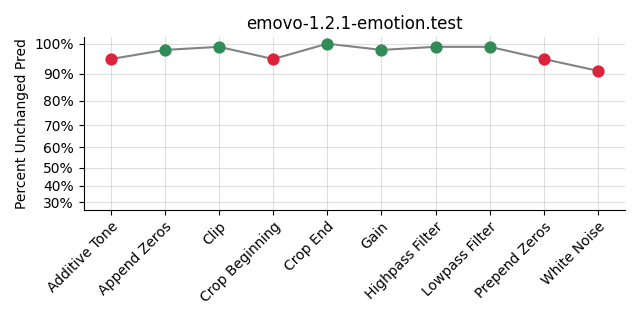 emovo-1.2.1-emotion.test
Percent Unchanged Pred
100%
90%
80%
70%
60%
50%
40%
30%
Additive Tone
Append Zeros
Clip
Crop Beginning
Crop End
Gain
Highpass Filter
Lowpass Filter
Prepend Zeros
White Noise